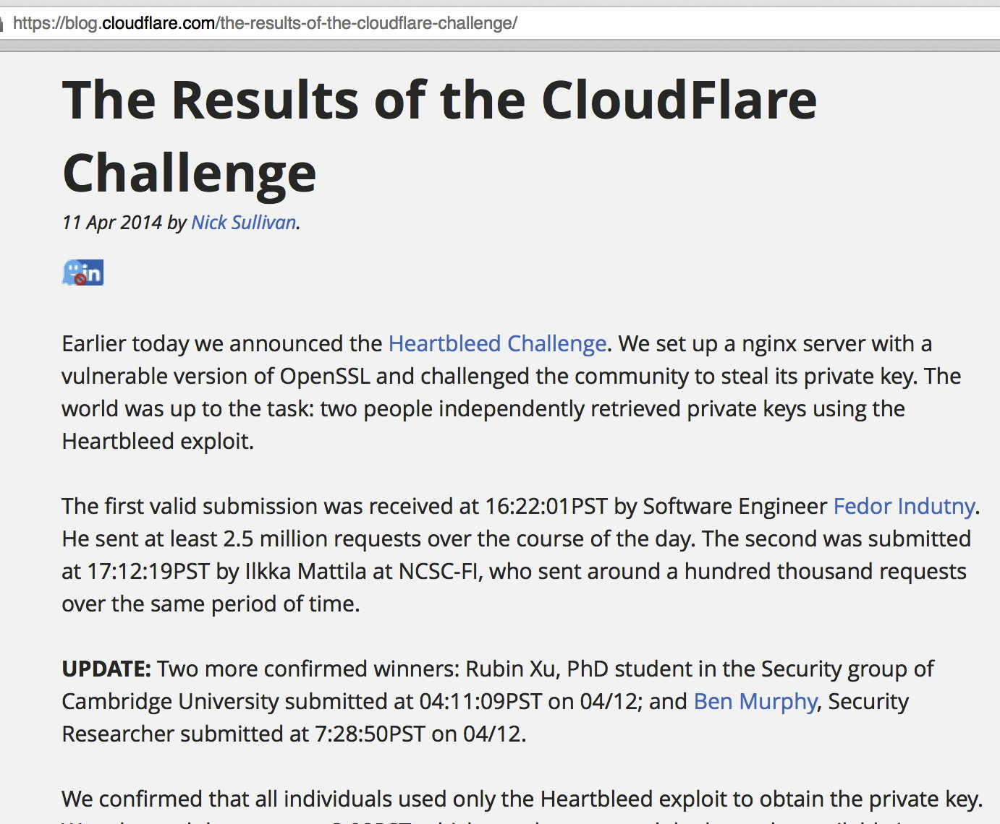 https://blog.cloudflare.com/the-results-of-the-cloudflare-challenge/
The Results of the CloudFlare
Challenge
11 Apr 2014 by Nick Sullivan.
in
Earlier today we announced the Heartbleed Challenge. We set up a nginx server with a
vulnerable version of OpenSSL and challenged the community to steal its private key. The
world was up to the task: two people independently retrieved private keys using the
Heartbleed exploit.
The first valid submission was received at 16:22:01PST by Software Engineer Fedor Indutny.
He sent at least 2.5 million requests over the course of the day. The second was submitted
at 17:12:19PST by Ilkka Mattila at NCSC-FI, who sent around a hundred thousand requests
over the same period of time.
UPDATE: Two more confirmed winners: Rubin Xu, PhD student in the Security group of
Cambridge University submitted at 04:11:09PST on 04/12; and Ben Murphy, Security
Researcher submitted at 7:28:50PST on 04/12.
We confirmed that all individuals used only the Heartbleed exploit to obtain the private key.